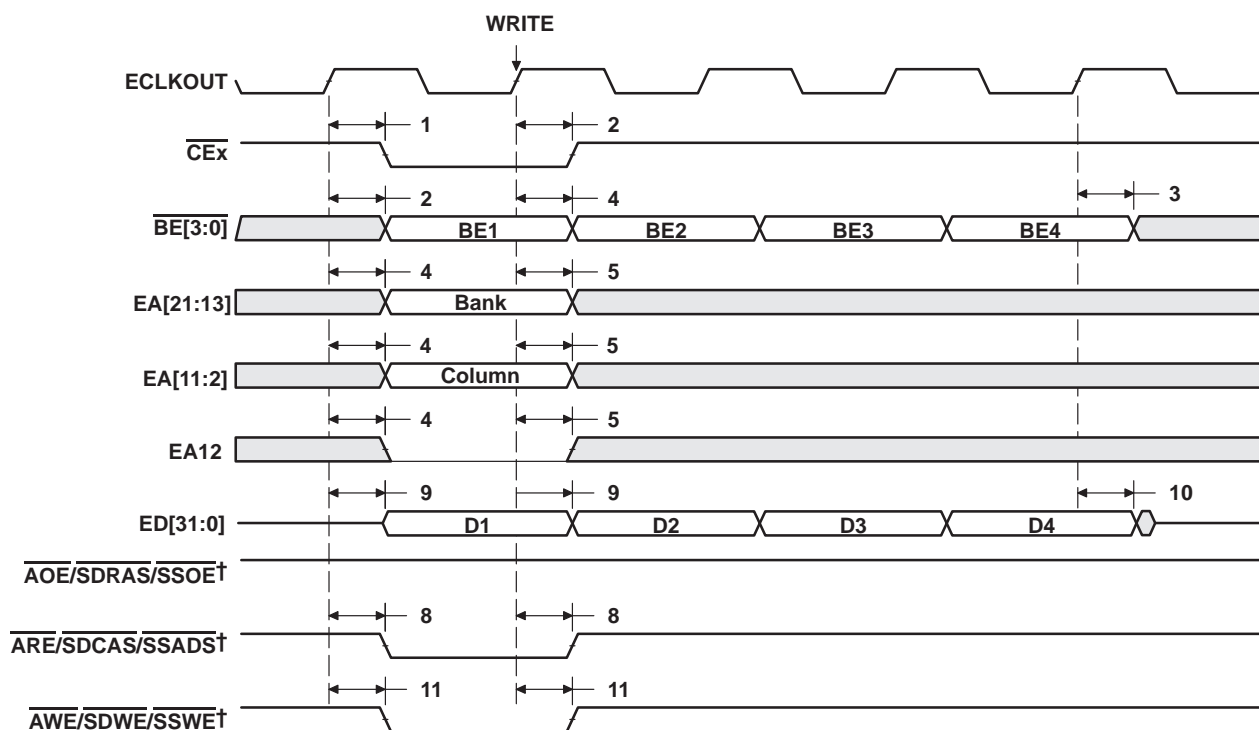 WRITE
ECLKOUT
1 2
CEx
2 4 3
BE[3:0] BE1 BE2 BE3 BE4
4 5
EA[21:13] Bank
4 5
EA[11:2] Column
4 5
EA12
9 9 10
ED[31:0] D1 D2 D3 D4
AOE/SDRAS/SSOE†
8 8
ARE/SDCAS/SSADS†
11 11
AWE/SDWE/SSWE†